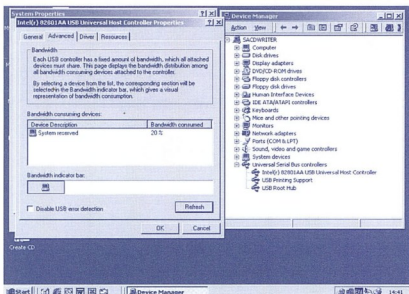 System Properties
Intel(r) 82801AA USB Universal Host Controller Properties
General Advanced Driver Resources
Bandwidth
Each USB controller has a fixed amount of bandwidth, which all attached
devices must share. This page displays the bandwidth distribution among
all bandwidth consuming devices attached to the controller.
By selecting a device from the list, the corresponding section will be
selected in the Bandwidth indicator bar, which gives a visual
representation of bandwidth consumption.
Bandwidth consuming devices:
Device Description Bandwidth consumed
System reserved 20 %
Bandwidth indicator bar:
Disable USB error detection
Refresh
OK Cancel
Create CD
Device Manager
Action View
SACDWRITER
Computer
Disk drives
Display adapters
DVD/CD-ROM drives
Floppy disk controllers
Floppy disk drives
Human Interface Devices
IDE ATA/ATAPI controllers
Keyboards
Mice and other pointing devices
Monitors
Network adapters
Ports (COM & LPT)
Sound, video and game controllers
System devices
Universal Serial Bus controllers
Intel(r) 82801AA USB Universal Host Controller
USB Printing Support
USB Root Hub
Start
Device Manager
14:41